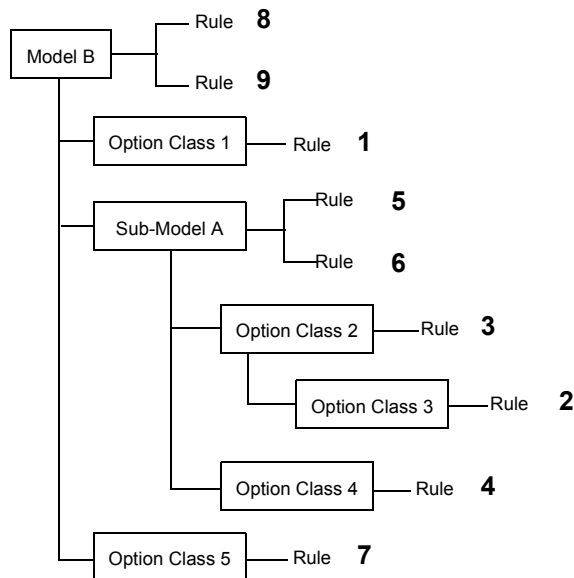 Rule 8
Model B
Rule 9
Option Class 1 Rule 1
Rule 5
Sub-Model A
Rule 6
Option Class 2 Rule 3
Option Class 3 Rule 2
Option Class 4 Rule 4
Option Class 5 Rule 7